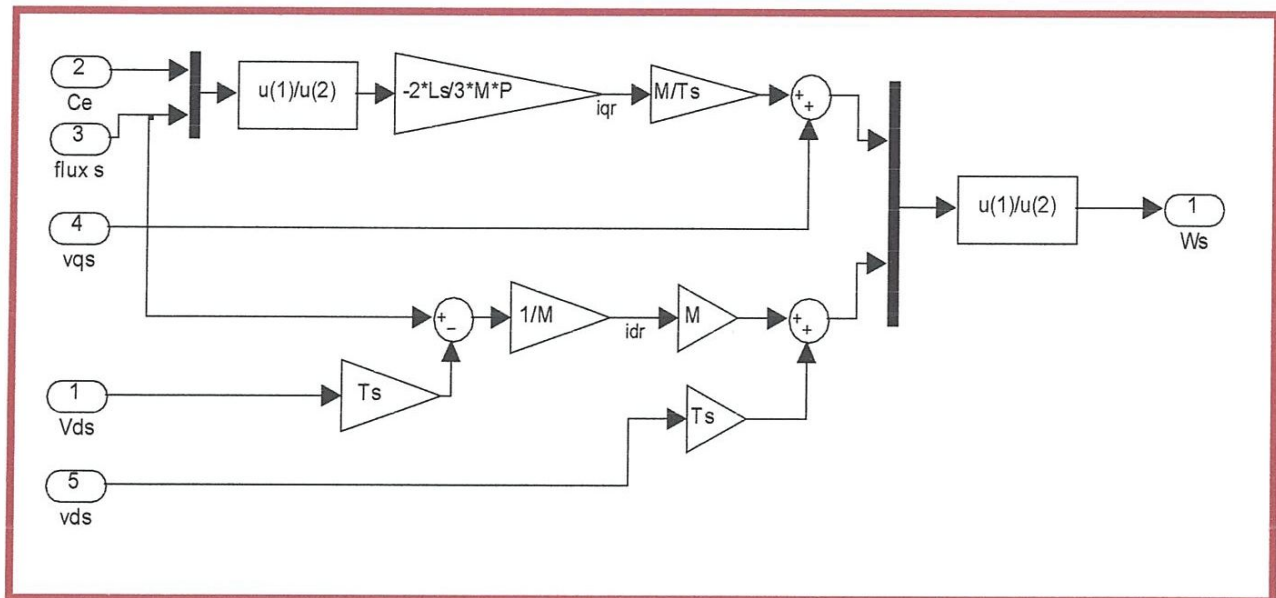 2
Ce
3
flux s
4
vqs
1
Vds
5
vds
u(1)/u(2)
-2*Ls/3*M*P
iqr
M/Ts
+
+
+
−
Ts
1/M
idr
M
Ts
+
+
u(1)/u(2)
1
Ws